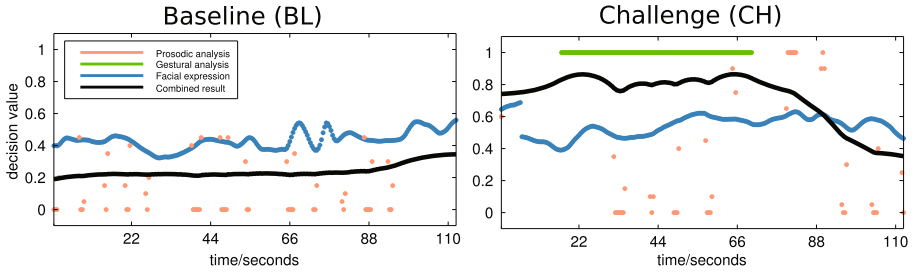 Baseline (BL)
Challenge (CH)
decision value
1
0.8
0.6
0.4
0.2
0
Prosodic analysis
Gestural analysis
Facial expression
Combined result
22
44
66
88
110
time/seconds
1
0.8
0.6
0.4
0.2
0
22
44
66
88
110
time/seconds